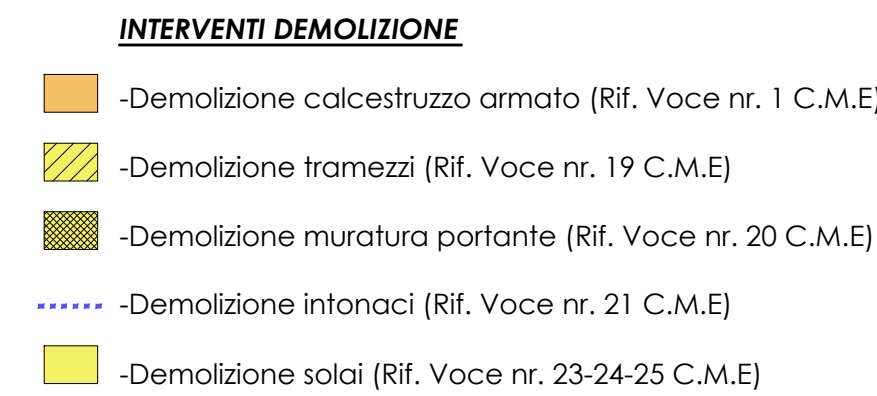 INTERVENTI DEMOLIZIONE
-Demolizione calcestruzzo armato (Rif. Voce nr. 1 C.M.E)
-Demolizione tramezzi (Rif. Voce nr. 19 C.M.E)
-Demolizione muratura portante (Rif. Voce nr. 20 C.M.E)
-Demolizione intonaci (Rif. Voce nr. 21 C.M.E)
-Demolizione solai (Rif. Voce nr. 23-24-25 C.M.E)